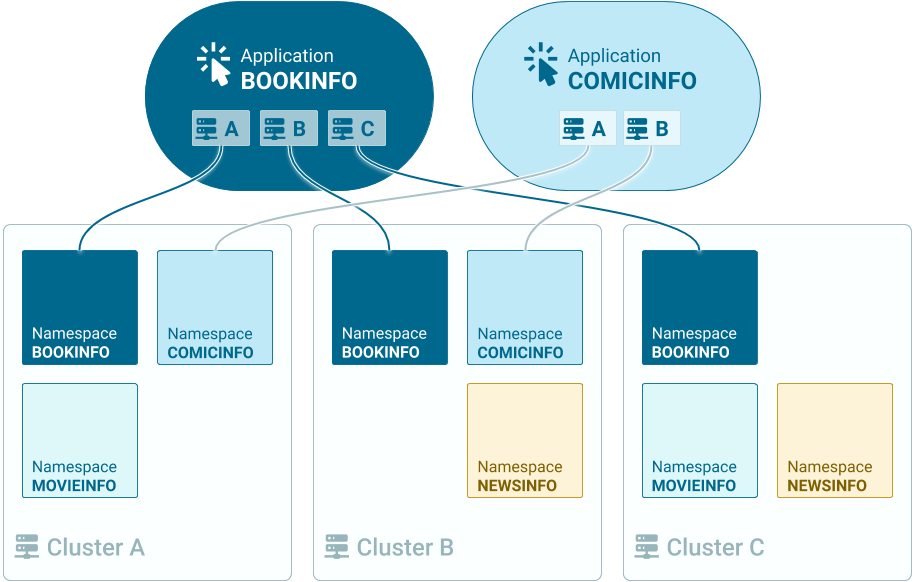 Application
BOOKINFO
A
B
C
Application
COMICINFO
A
B
Namespace
BOOKINFO
Namespace
COMICINFO
Namespace
MOVIEINFO
Cluster A
Namespace
BOOKINFO
Namespace
COMICINFO
Namespace
NEWSINFO
Cluster B
Namespace
BOOKINFO
Namespace
MOVIEINFO
Namespace
NEWSINFO
Cluster C